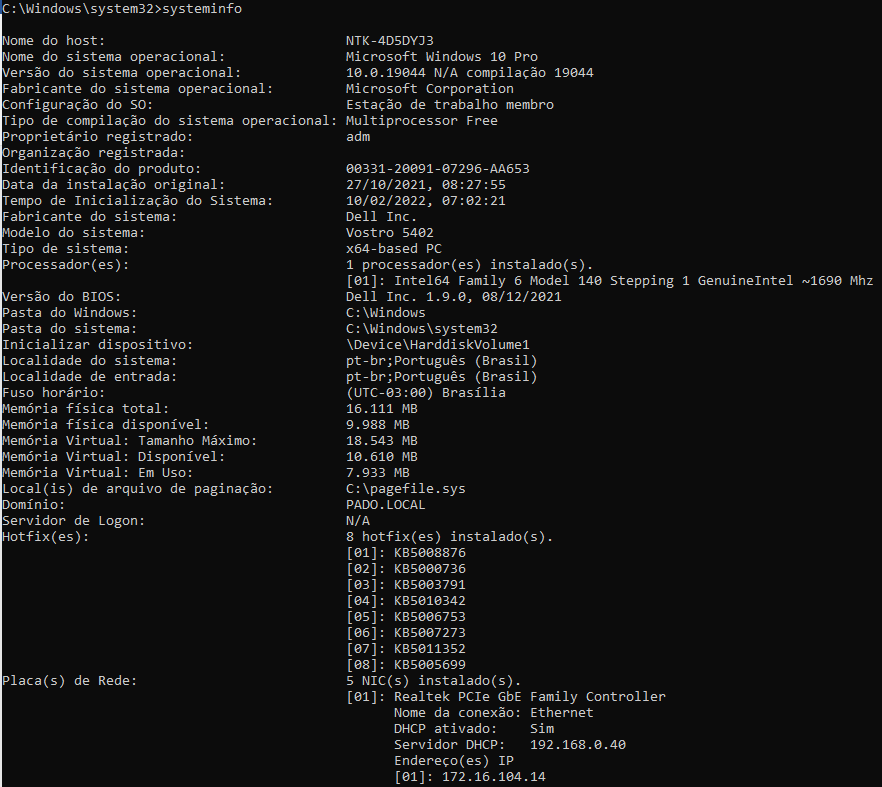 C:\Windows\system32>systeminfo
Nome do host: NTK-4D5DYJ3
Nome do sistema operacional: Microsoft Windows 10 Pro
Versão do sistema operacional: 10.0.19044 N/A compilação 19044
Fabricante do sistema operacional: Microsoft Corporation
Configuração do SO: Estação de trabalho membro
Tipo de compilação do sistema operacional: Multiprocessor Free
Proprietário registrado: adm
Organização registrada:
Identificação do produto: 00331-20091-07296-AA653
Data da instalação original: 27/10/2021, 08:27:55
Tempo de Inicialização do Sistema: 10/02/2022, 07:02:21
Fabricante do sistema: Dell Inc.
Modelo do sistema: Vostro 5402
Tipo de sistema: x64-based PC
Processador(es): 1 processador(es) instalado(s).
[01]: Intel64 Family 6 Model 140 Stepping 1 GenuineIntel ~1690 Mhz
Versão do BIOS: Dell Inc. 1.9.0, 08/12/2021
Pasta do Windows: C:\Windows
Pasta do sistema: C:\Windows\system32
Inicializar dispositivo: \Device\HarddiskVolume1
Localidade do sistema: pt-br;Português (Brasil)
Localidade de entrada: pt-br;Português (Brasil)
Fuso horário: (UTC-03:00) Brasília
Memória física total: 16.111 MB
Memória física disponível: 9.988 MB
Memória Virtual: Tamanho Máximo: 18.543 MB
Memória Virtual: Disponível: 10.610 MB
Memória Virtual: Em Uso: 7.933 MB
Local(is) de arquivo de paginação: C:\pagefile.sys
Domínio: PADO.LOCAL
Servidor de Logon: N/A
Hotfix(es): 8 hotfix(es) instalado(s).
[01]: KB5008876
[02]: KB5000736
[03]: KB5003791
[04]: KB5010342
[05]: KB5006753
[06]: KB5007273
[07]: KB5011352
[08]: KB5005699
Placa(s) de Rede: 5 NIC(s) instalado(s).
[01]: Realtek PCIe GbE Family Controller
Nome da conexão: Ethernet
DHCP ativado: Sim
Servidor DHCP: 192.168.0.40
Endereço(es) IP
[01]: 172.16.104.14